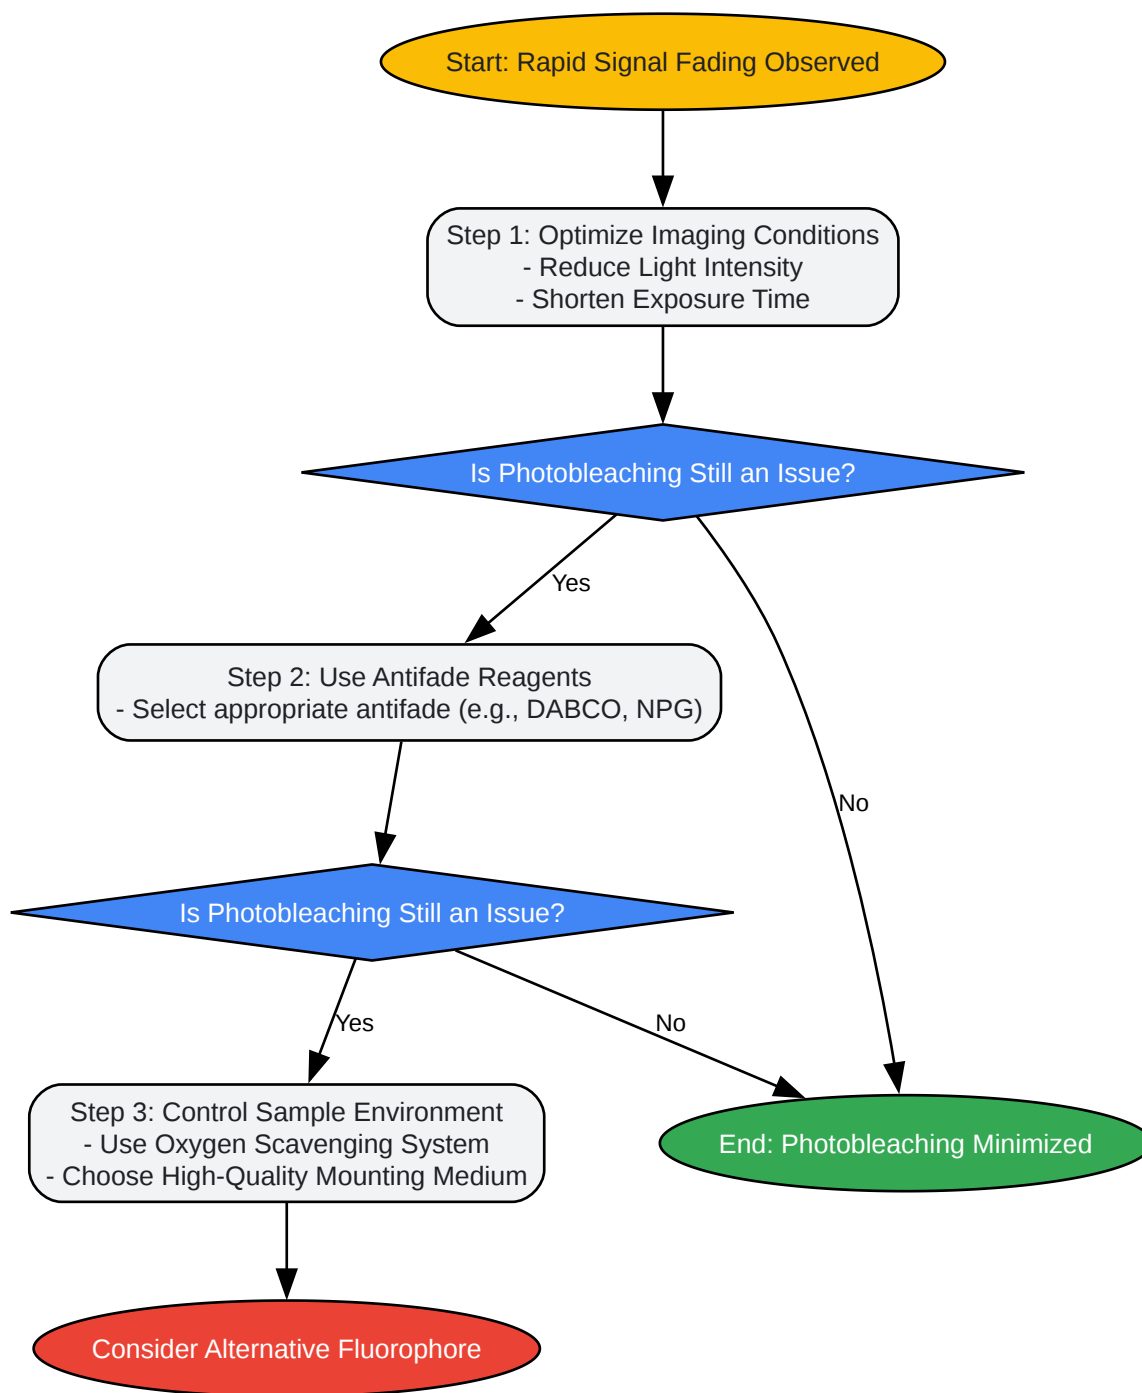 Start: Rapid Signal Fading Observed
Step 1: Optimize Imaging Conditions
- Reduce Light Intensity
- Shorten Exposure Time
Is Photobleaching Still an Issue?
Yes
Step 2: Use Antifade Reagents
- Select appropriate antifade (e.g., DABCO, NPG)
No
Is Photobleaching Still an Issue?
Yes
No
Step 3: Control Sample Environment
- Use Oxygen Scavenging System
- Choose High-Quality Mounting Medium
End: Photobleaching Minimized
Consider Alternative Fluorophore